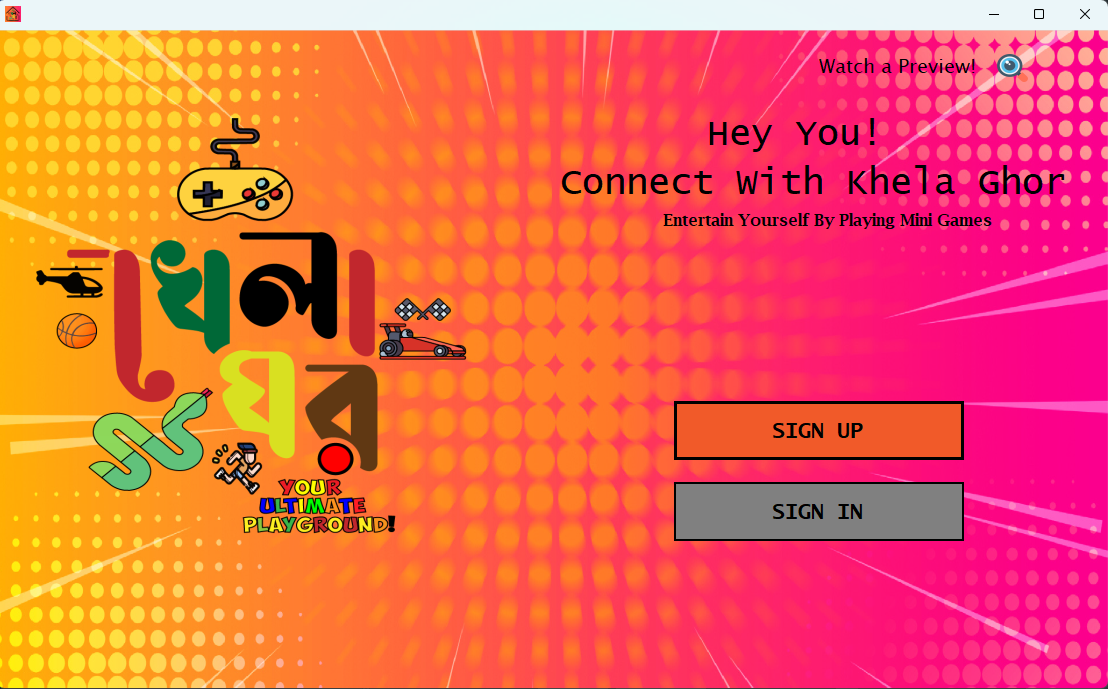 Watch a Preview!
Hey You!
Connect With Khela Ghor
Entertain Yourself By Playing Mini Games
খেলা
ঘর
YOUR
ULTIMATE
PLAYGROUND!
SIGN UP
SIGN IN